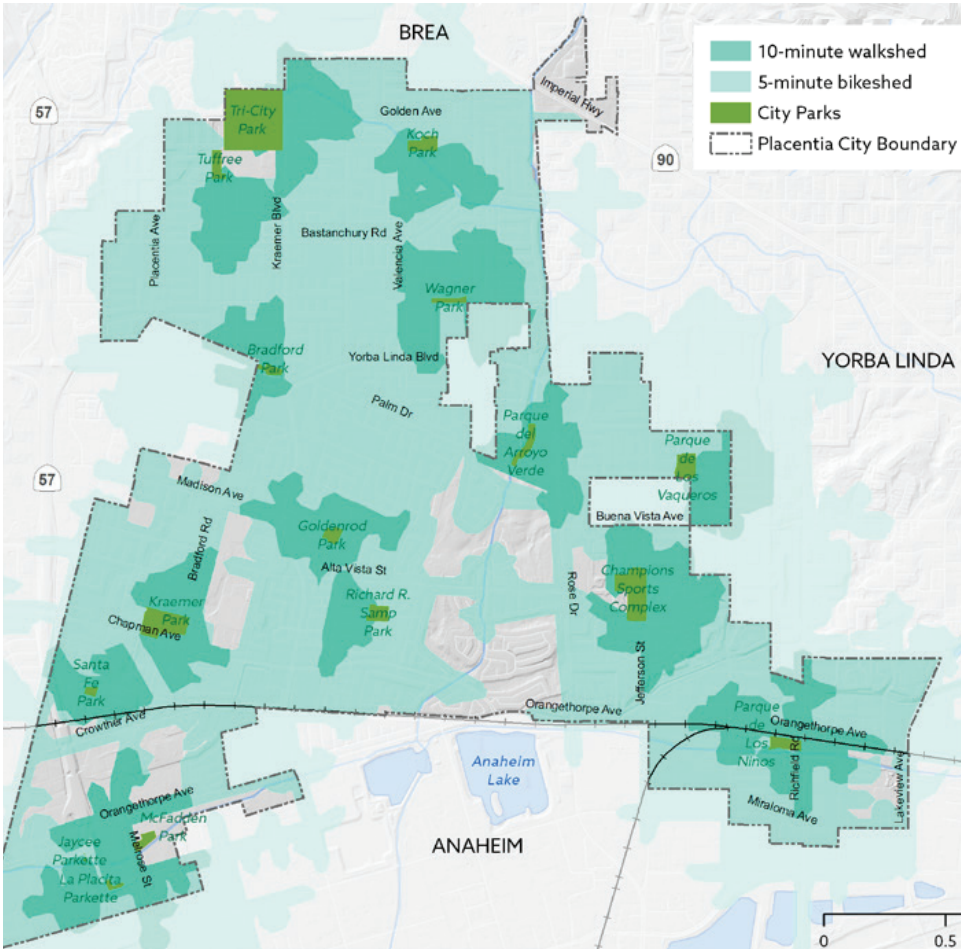 BREA
10-minute walkshed
5-minute bikeshed
City Parks
Placentia City Boundary
Imperial Hwy
57
Tri-City
Park
Golden Ave
Koch
Park
90
Tuffree
Park
Placentia Ave
Kraemer Blvd
Bastanchury Rd
Valencia Ave
Wagner
Park
Bradford
Park
Yorba Linda Blvd
YORBA LINDA
Palm Dr
Parque
del
Arroyo
Verde
Parque
de
Los
Vaqueros
57
Madison Ave
Bradford Rd
Goldenrod
Park
Buena Vista Ave
Alta Vista St
Rose Dr
Champions
Sports
Complex
Richard R.
Samp
Park
Kraemer
Park
Chapman Ave
Santa
Fe
Park
Jefferson St
Crowther Ave
Orangethorpe Ave
Parque
de
Los
Ninos
Orangethorpe Ave
Richfield Rd
Lakeview Ave
Anaheim
Lake
Miraloma Ave
Orangethorpe Ave
McFadden
Park
Melrose St
Jaycee
Parkette
La Placita
Parkette
ANAHEIM
0
0.5